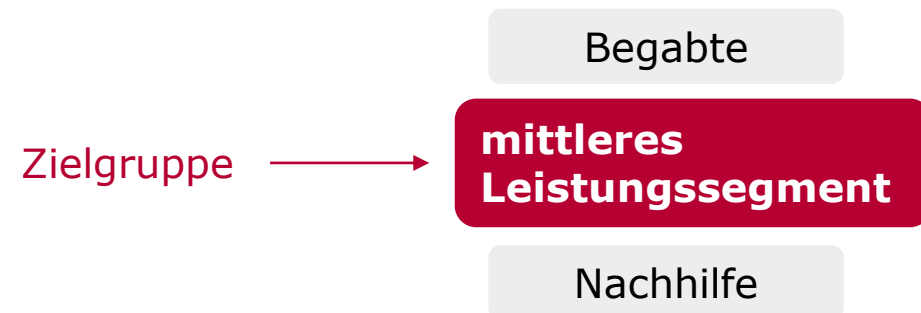 Begabte
Zielgruppe
mittleres
Leistungssegment
Nachhilfe